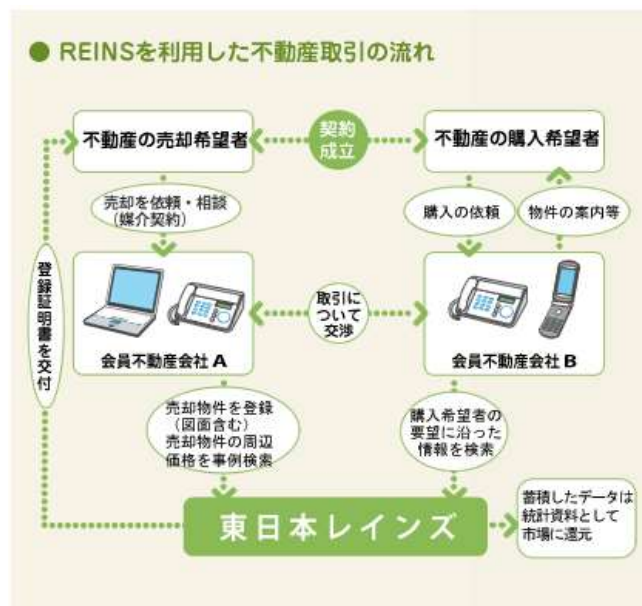 ● REINSを利用した不動産取引の流れ
不動産の売却希望者
契約
成立
不動産の購入希望者
売却を依頼・相談
（媒介契約）
購入の依頼
物件の案内等
登録証明書を交付
取引に
ついて
交渉
会員不動産会社 A
会員不動産会社 B
売却物件を登録
（図面含む）
売却物件の周辺
価格を事例検索
購入希望者の
要望に沿った
情報を検索
東日本レインズ
蓄積したデータは
統計資料として
市場に還元